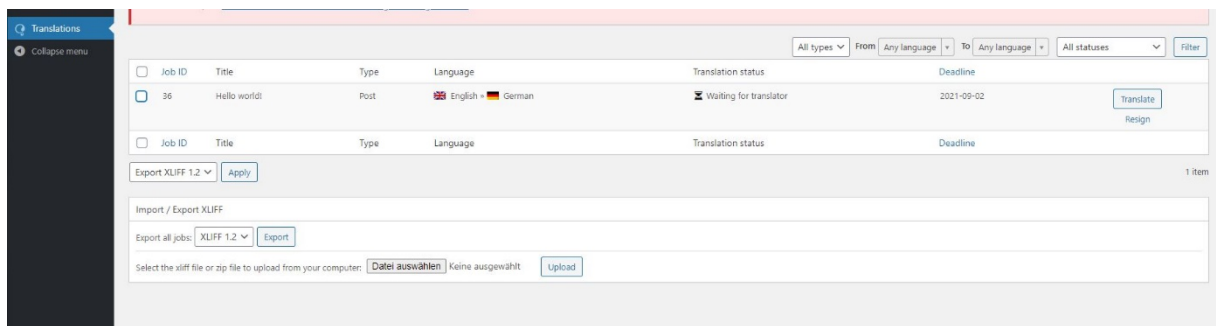 Translations
Collapse menu
All types From Any language To Any language All statuses Filter
Job ID Title Type Language Translation status Deadline
36 Hello world! Post English » German Waiting for translator 2021-09-02 Translate
Resign
Job ID Title Type Language Translation status Deadline
Export XLIFF 1.2 Apply 1 item
Import / Export XLIFF
Export all jobs: XLIFF 1.2 Export
Select the xliff file or zip file to upload from your computer: Datei auswählen Keine ausgewählt Upload